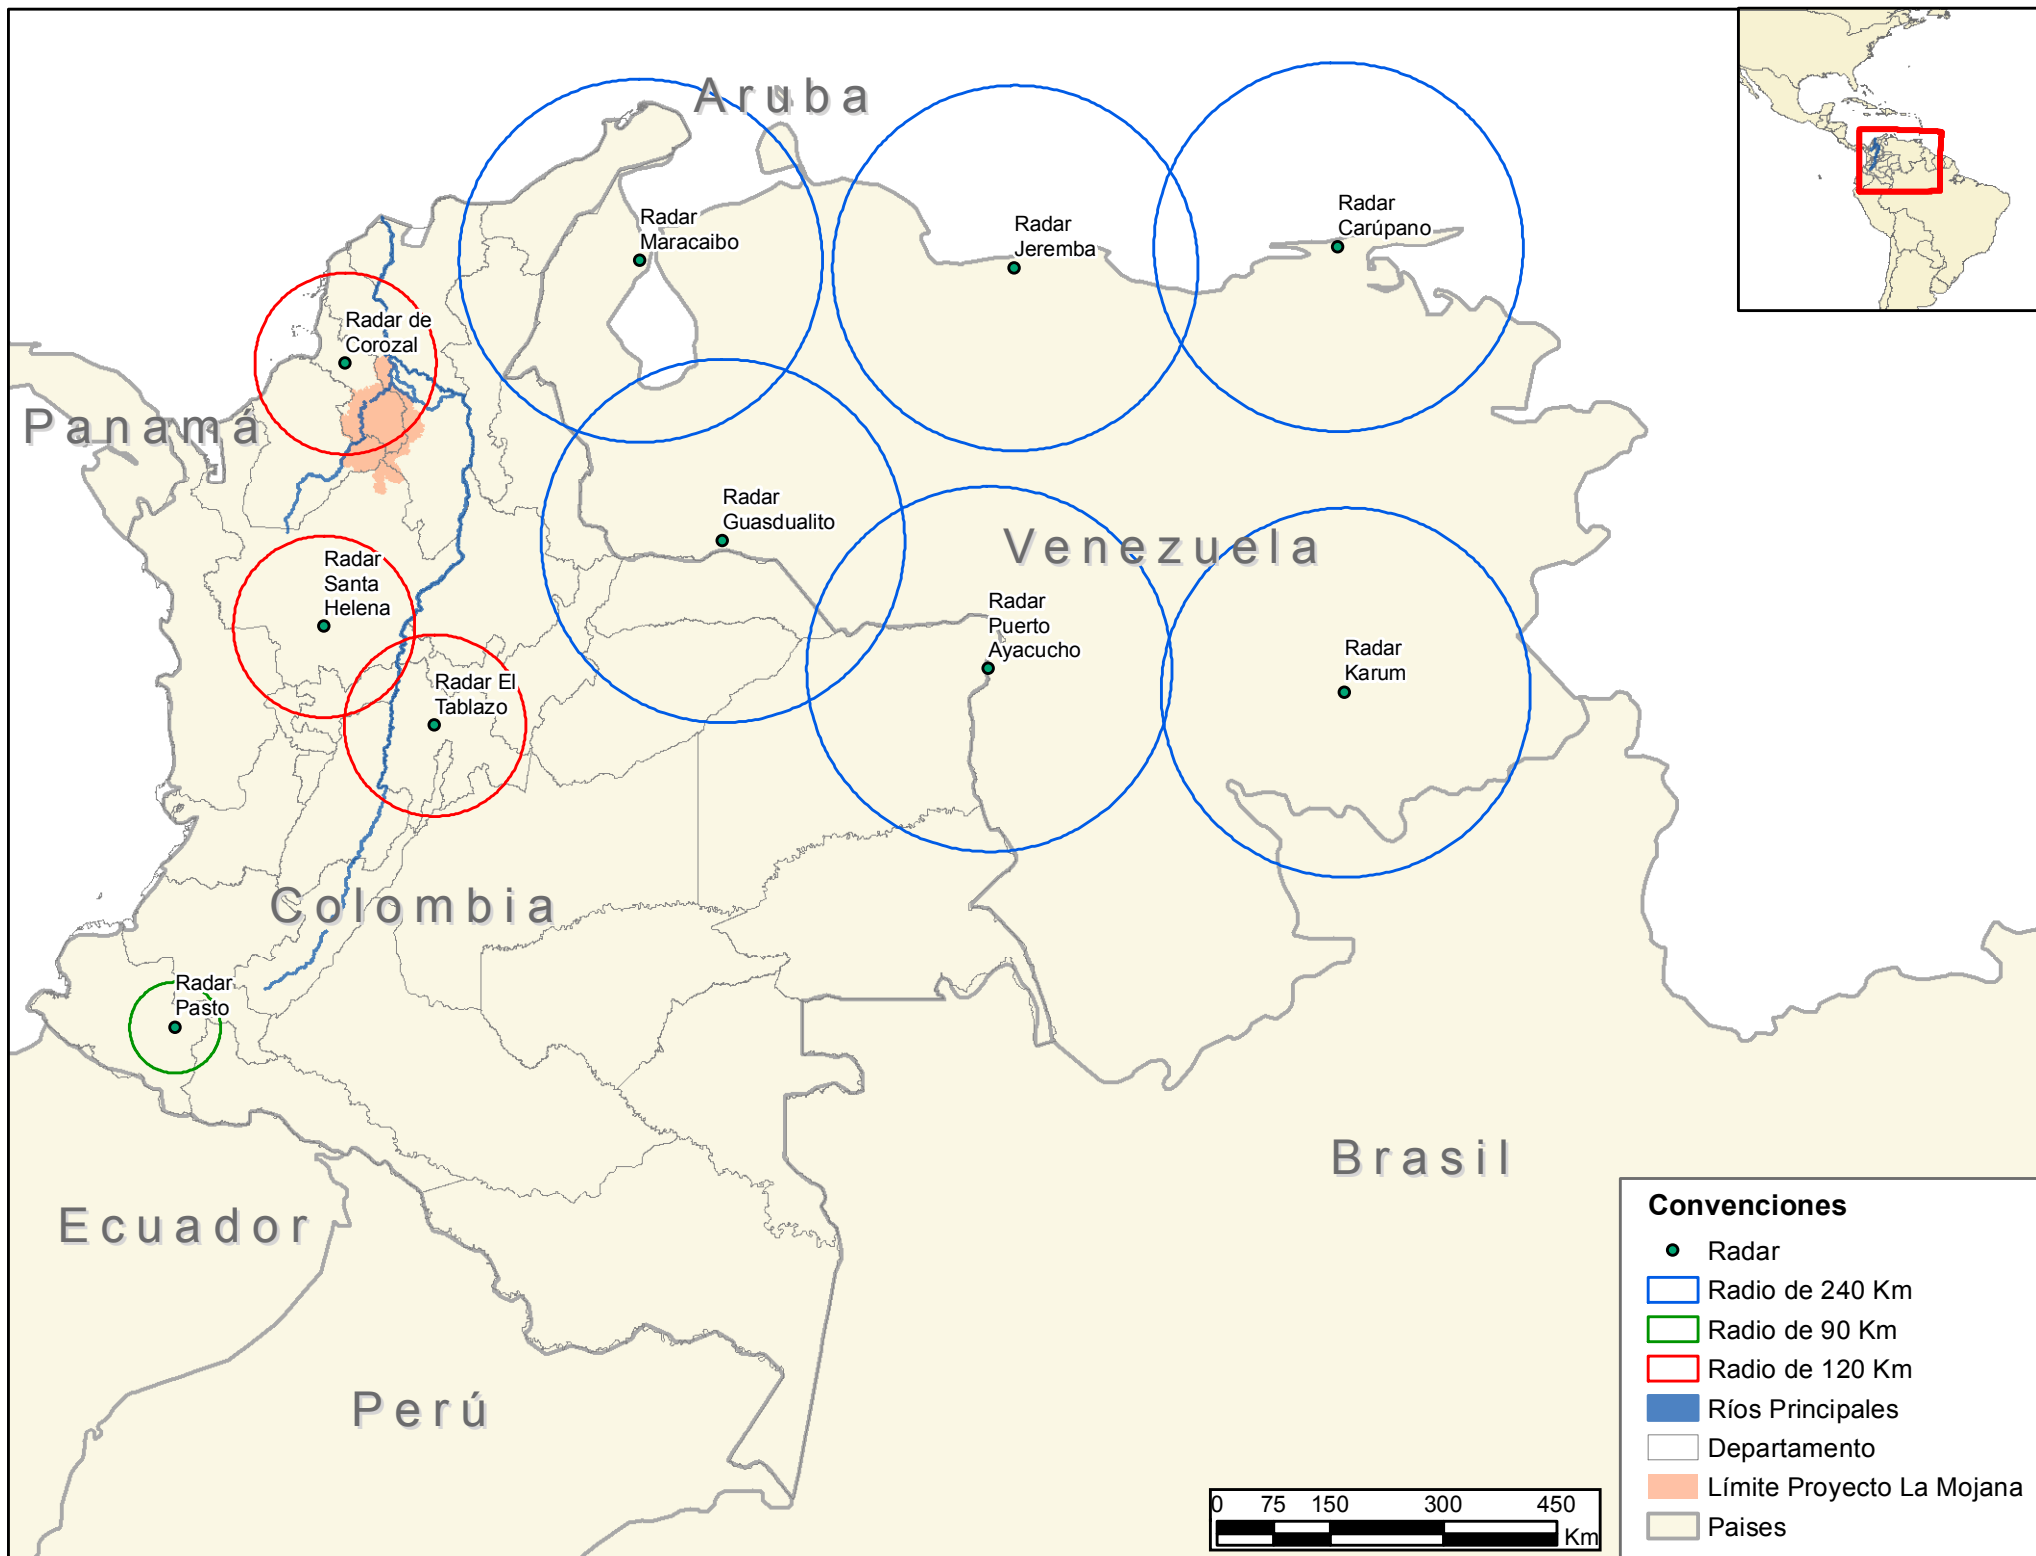 Aruba
Radar
Maracaibo
Radar
Jeremba
Radar
Carúpano
Radar de
Corozal
Panamá
Radar
Guasdualito
Venezuela
Radar
Santa
Helena
Radar
Puerto
Ayacucho
Radar
Karum
Radar El
Tablazo
Colombia
Radar
Pasto
Brasil
Ecuador
Perú
Convenciones
Radar
Radio de 240 Km
Radio de 90 Km
Radio de 120 Km
Ríos Principales
Departamento
Límite Proyecto La Mojana
Paises
0 75 150 300 450
Km